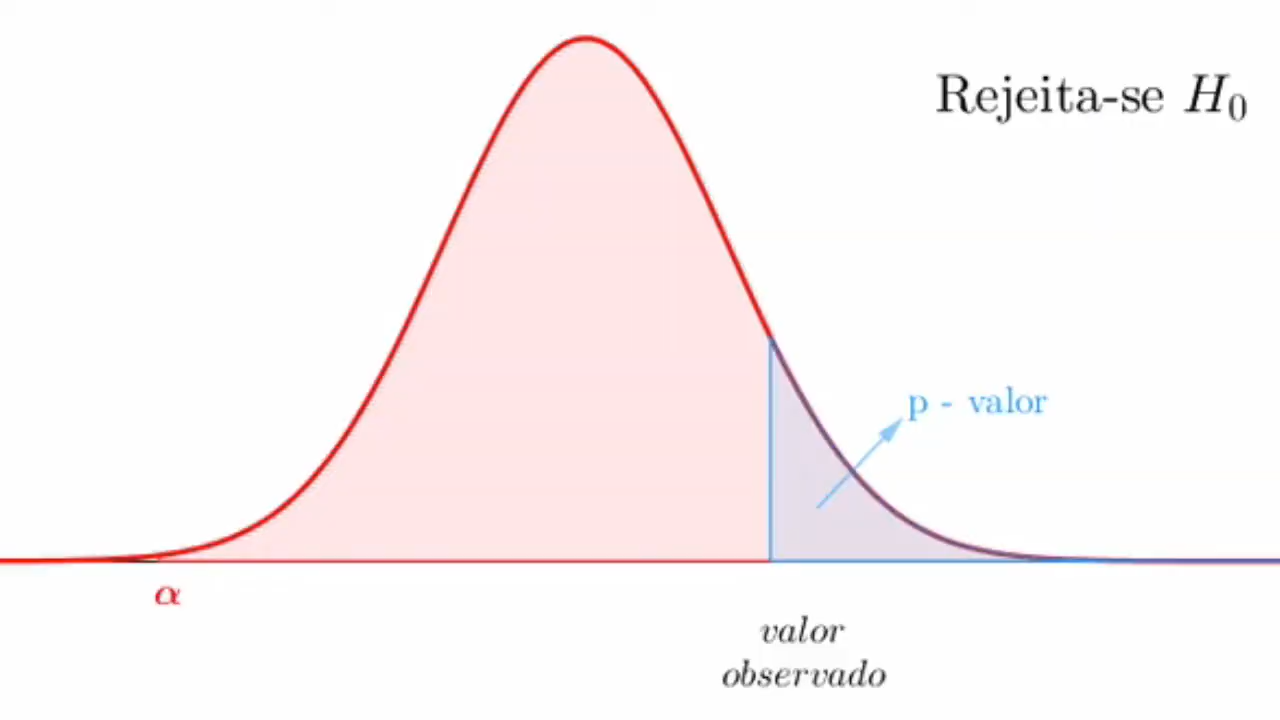 Rejeita-se H₀
p - valor
α
valor
observado